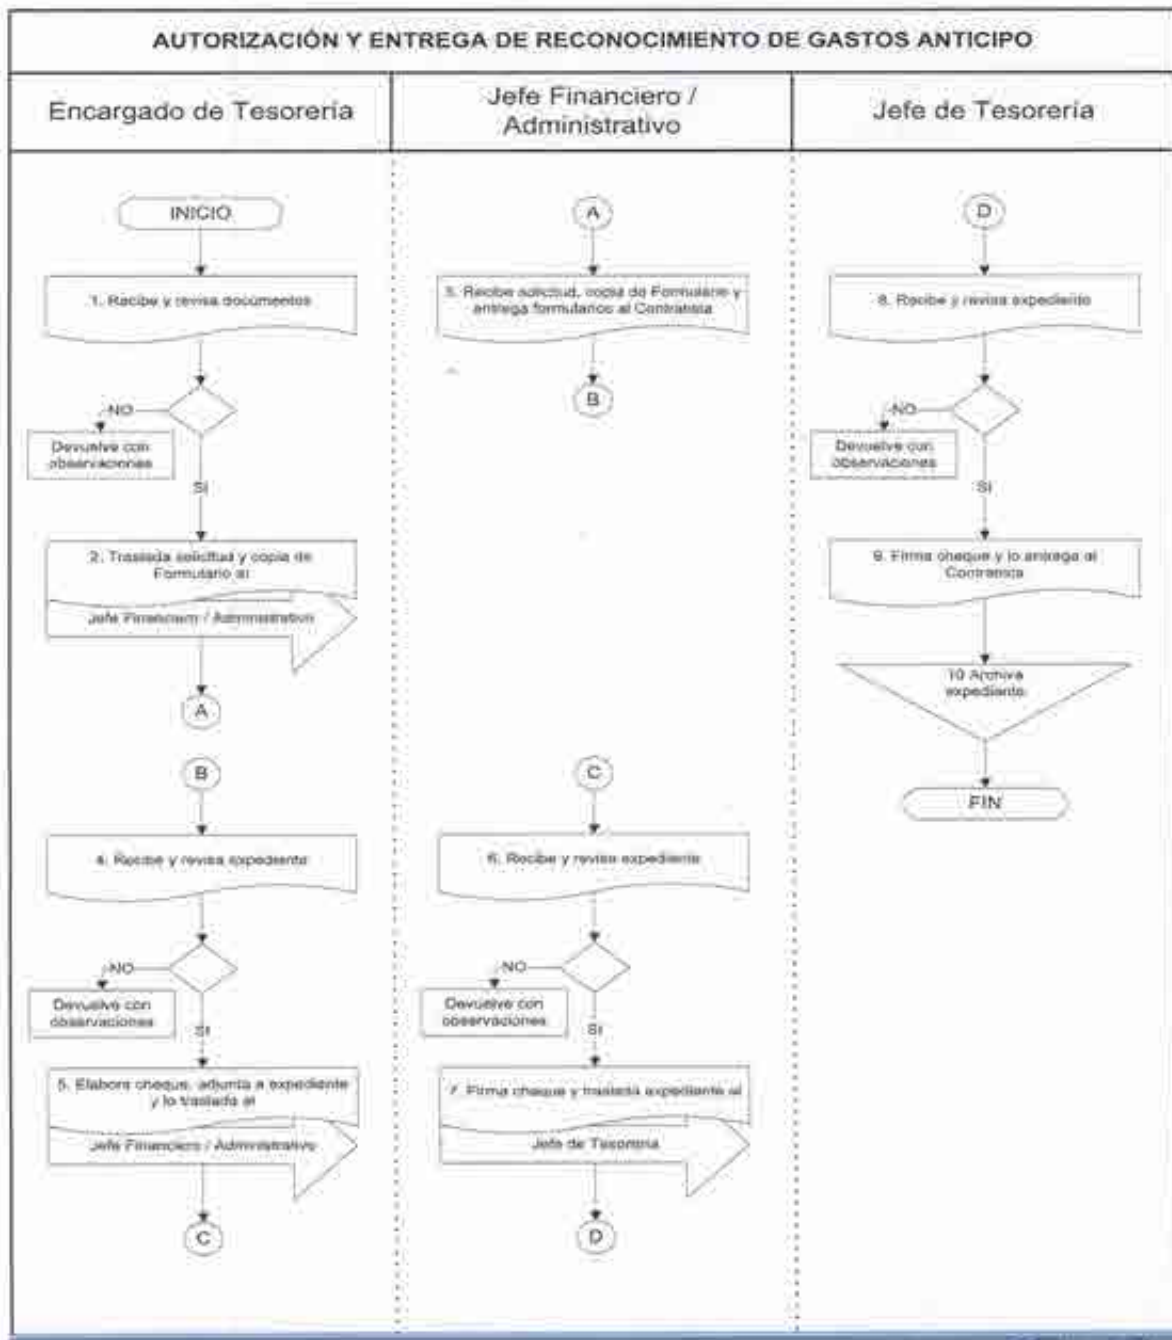 AUTORIZACIÓN Y ENTREGA DE RECONOCIMIENTO DE GASTOS ANTICIPO
Encargado de Tesorería
Jefe Financiero /
Administrativo
Jefe de Tesorería
INICIO
1. Recibe y revisa documentos
NO
Devuelve con
observaciones
SI
2. Traslada solicitud y copia de
Formulario al
Jefe Financiero / Administrativo
A
B
4. Recibe y revisa expediente
NO
Devuelve con
observaciones
SI
5. Elabora cheque, adjunta a expediente
y lo traslada al
Jefe Financiero / Administrativo
C
A
3. Recibe solicitud, copia de Formulario y
entrega formularios al Contratista
B
C
6. Recibe y revisa expediente
NO
Devuelve con
observaciones
SI
7. Firma cheque y traslada expediente al
Jefe de Tesorería
D
D
8. Recibe y revisa expediente
NO
Devuelve con
observaciones
SI
9. Firma cheque y lo entrega al
Contratista
10 Archiva
expediente
FIN